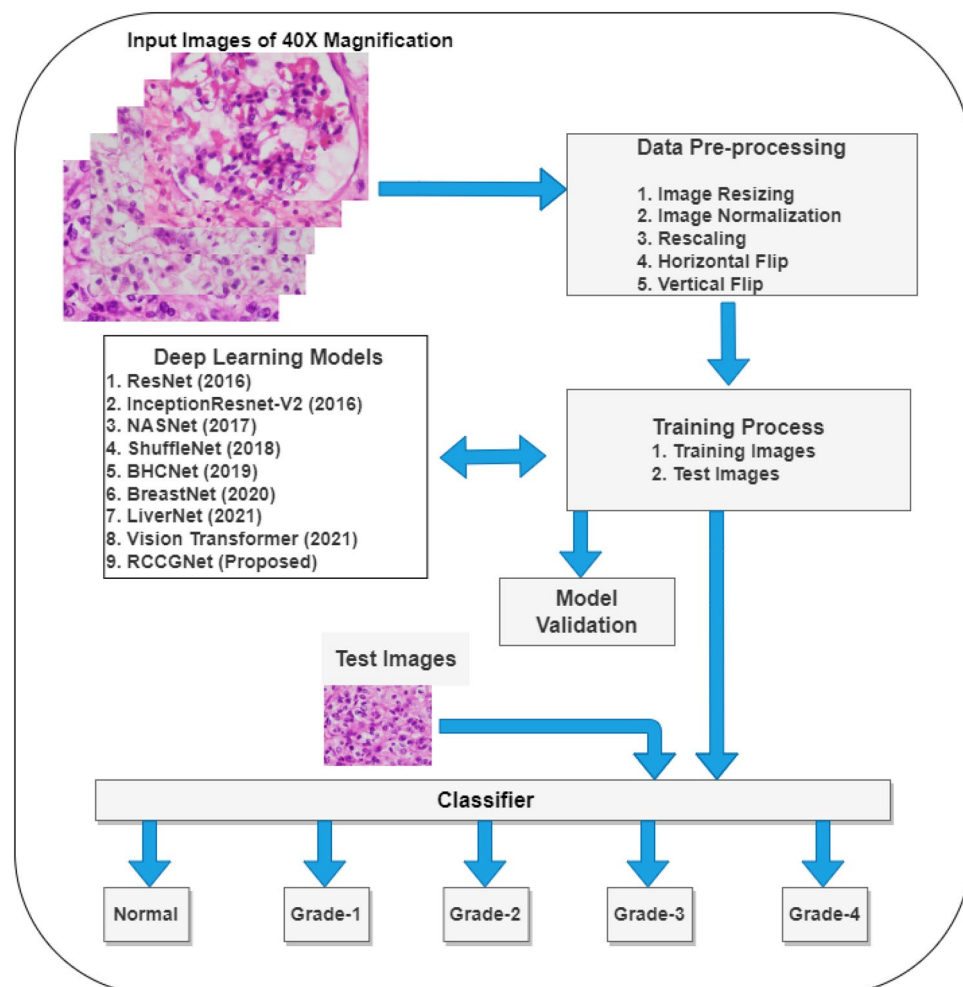 Input Images of 40X Magnification
Data Pre-processing
1. Image Resizing
2. Image Normalization
3. Rescaling
4. Horizontal Flip
5. Vertical Flip
Deep Learning Models
1. ResNet (2016)
2. InceptionResnet-V2 (2016)
3. NASNet (2017)
4. ShuffleNet (2018)
5. BHCNet (2019)
6. BreastNet (2020)
7. LiverNet (2021)
8. Vision Transformer (2021)
9. RCCGNet (Proposed)
Training Process
1. Training Images
2. Test Images
Model
Validation
Test Images
Classifier
Normal
Grade-1
Grade-2
Grade-3
Grade-4